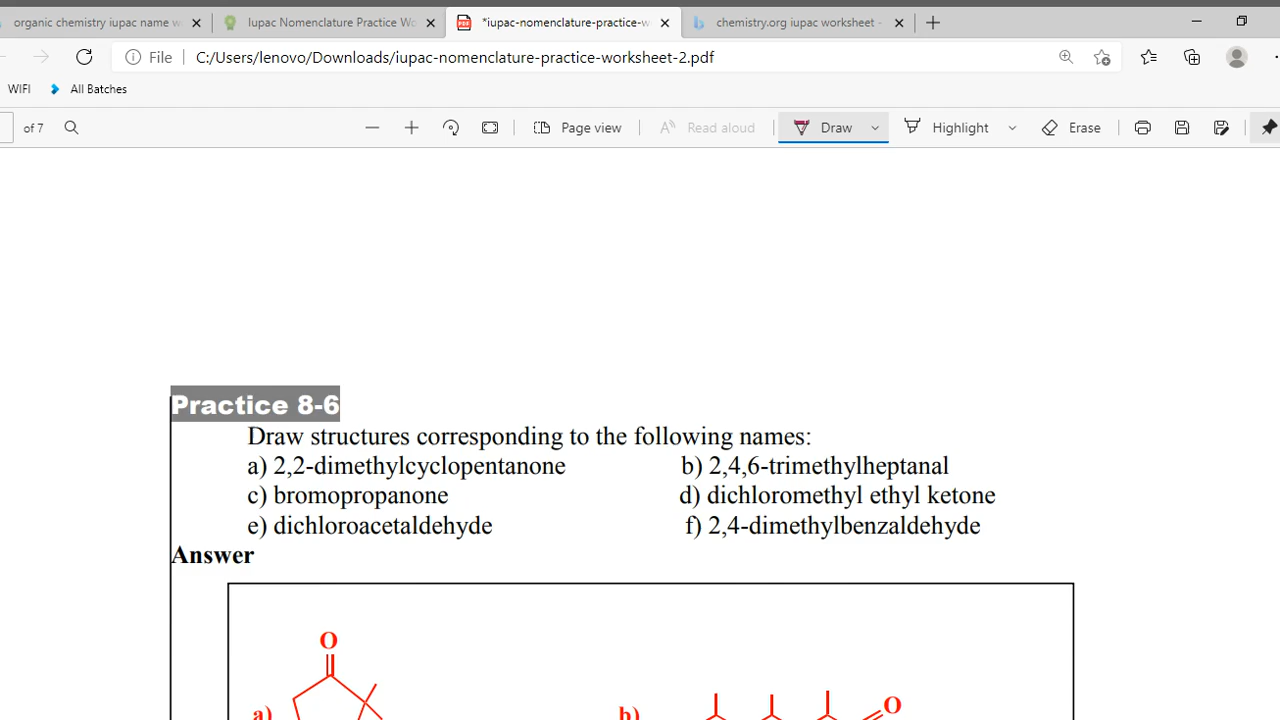 organic chemistry iupac name w
Iupac Nomenclature Practice Wo
*iupac-nomenclature-practice-w
chemistry.org iupac worksheet -
File
C:/Users/lenovo/Downloads/iupac-nomenclature-practice-worksheet-2.pdf
WIFI
All Batches
of 7
Page view
Read aloud
Draw
Highlight
Erase
Practice 8-6
Draw structures corresponding to the following names:
a) 2,2-dimethylcyclopentanone b) 2,4,6-trimethylheptanal
c) bromopropanone d) dichloromethyl ethyl ketone
e) dichloroacetaldehyde f) 2,4-dimethylbenzaldehyde
Answer
O
a) b) O